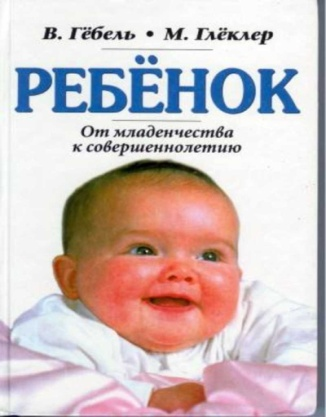 В. Гёбель • М. Глёклер
РЕБЁНОК
От младенчества
к совершеннолетию